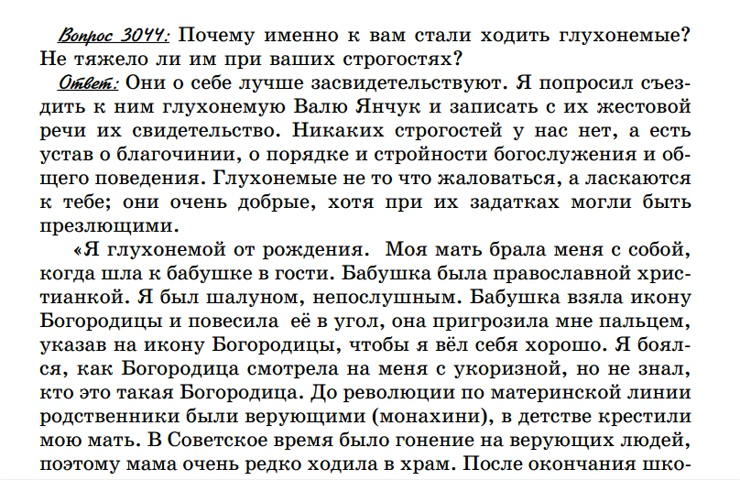 Вопрос 3044: Почему именно к вам стали ходить глухонемые?
Не тяжело ли им при ваших строгостях?
Ответ: Они о себе лучше засвидетельствуют. Я попросил съез-
дить к ним глухонемую Валю Янчук и записать с их жестовой
речи их свидетельство. Никаких строгостей у нас нет, а есть
устав о благочинии, о порядке и стройности богослужения и об-
щего поведения. Глухонемые не то что жаловаться, а ласкаются
к тебе; они очень добрые, хотя при их задатках могли быть
презлющими.
«Я глухонемой от рождения. Моя мать брала меня с собой,
когда шла к бабушке в гости. Бабушка была православной хрис-
тианкой. Я был шалуном, непослушным. Бабушка взяла икону
Богородицы и повесила её в угол, она пригрозила мне пальцем,
указав на икону Богородицы, чтобы я вёл себя хорошо. Я боял-
ся, как Богородица смотрела на меня с укоризной, но не знал,
кто это такая Богородица. До революции по материнской линии
родственники были верующими (монахини), в детстве крестили
мою мать. В Советское время было гонение на верующих людей,
поэтому мама очень редко ходила в храм. После окончания шко-